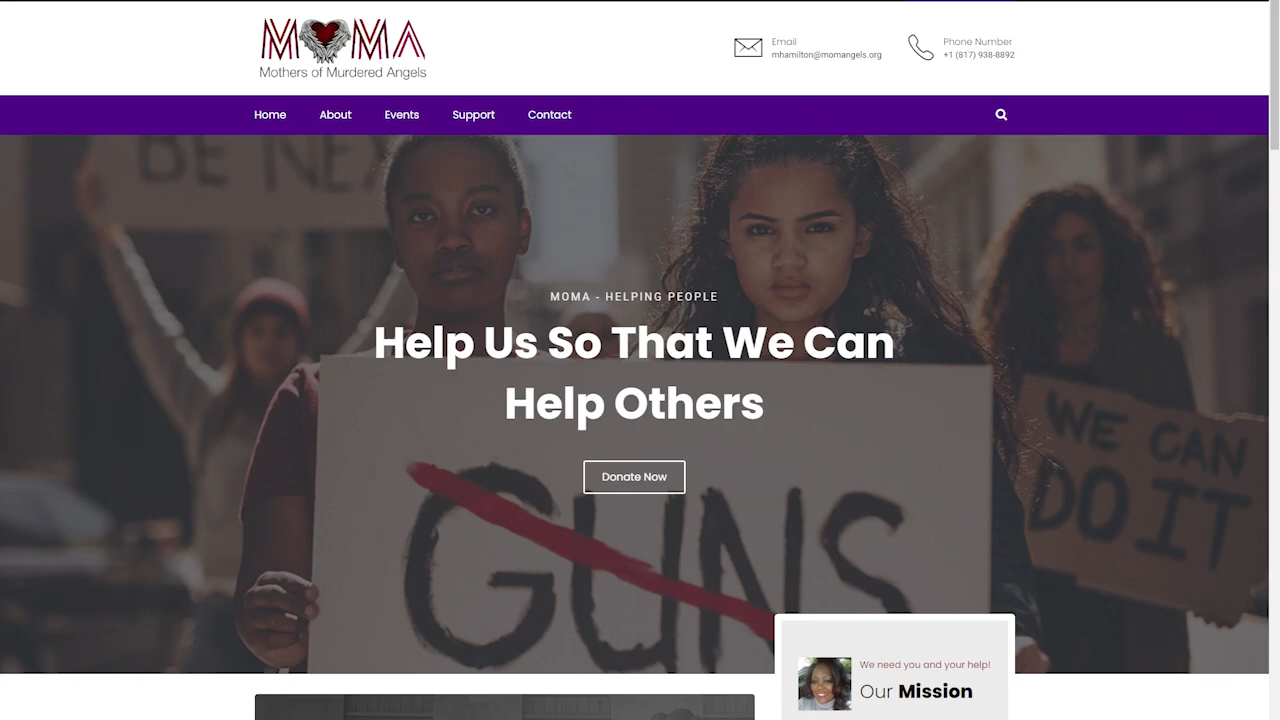 MOMA
Mothers of Murdered Angels
Email
mhamilton@momangels.org
Phone Number
+1 (817) 938-8892
Home
About
Events
Support
Contact
BE NEX
MOMA - HELPING PEOPLE
Help Us So That We Can
Help Others
Donate Now
GUNS
WE CAN
DO IT
We need you and your help!
Our Mission